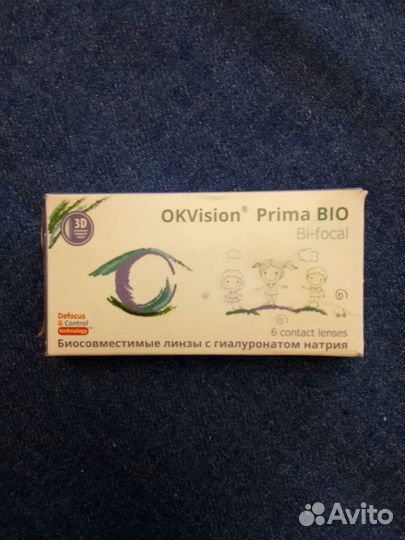 3D
OKVision® Prima BIO
Bi-focal
Defocus
& Control
technology
6 contact lenses
Биосовместимые линзы с гиалуронатом натрия
Avito